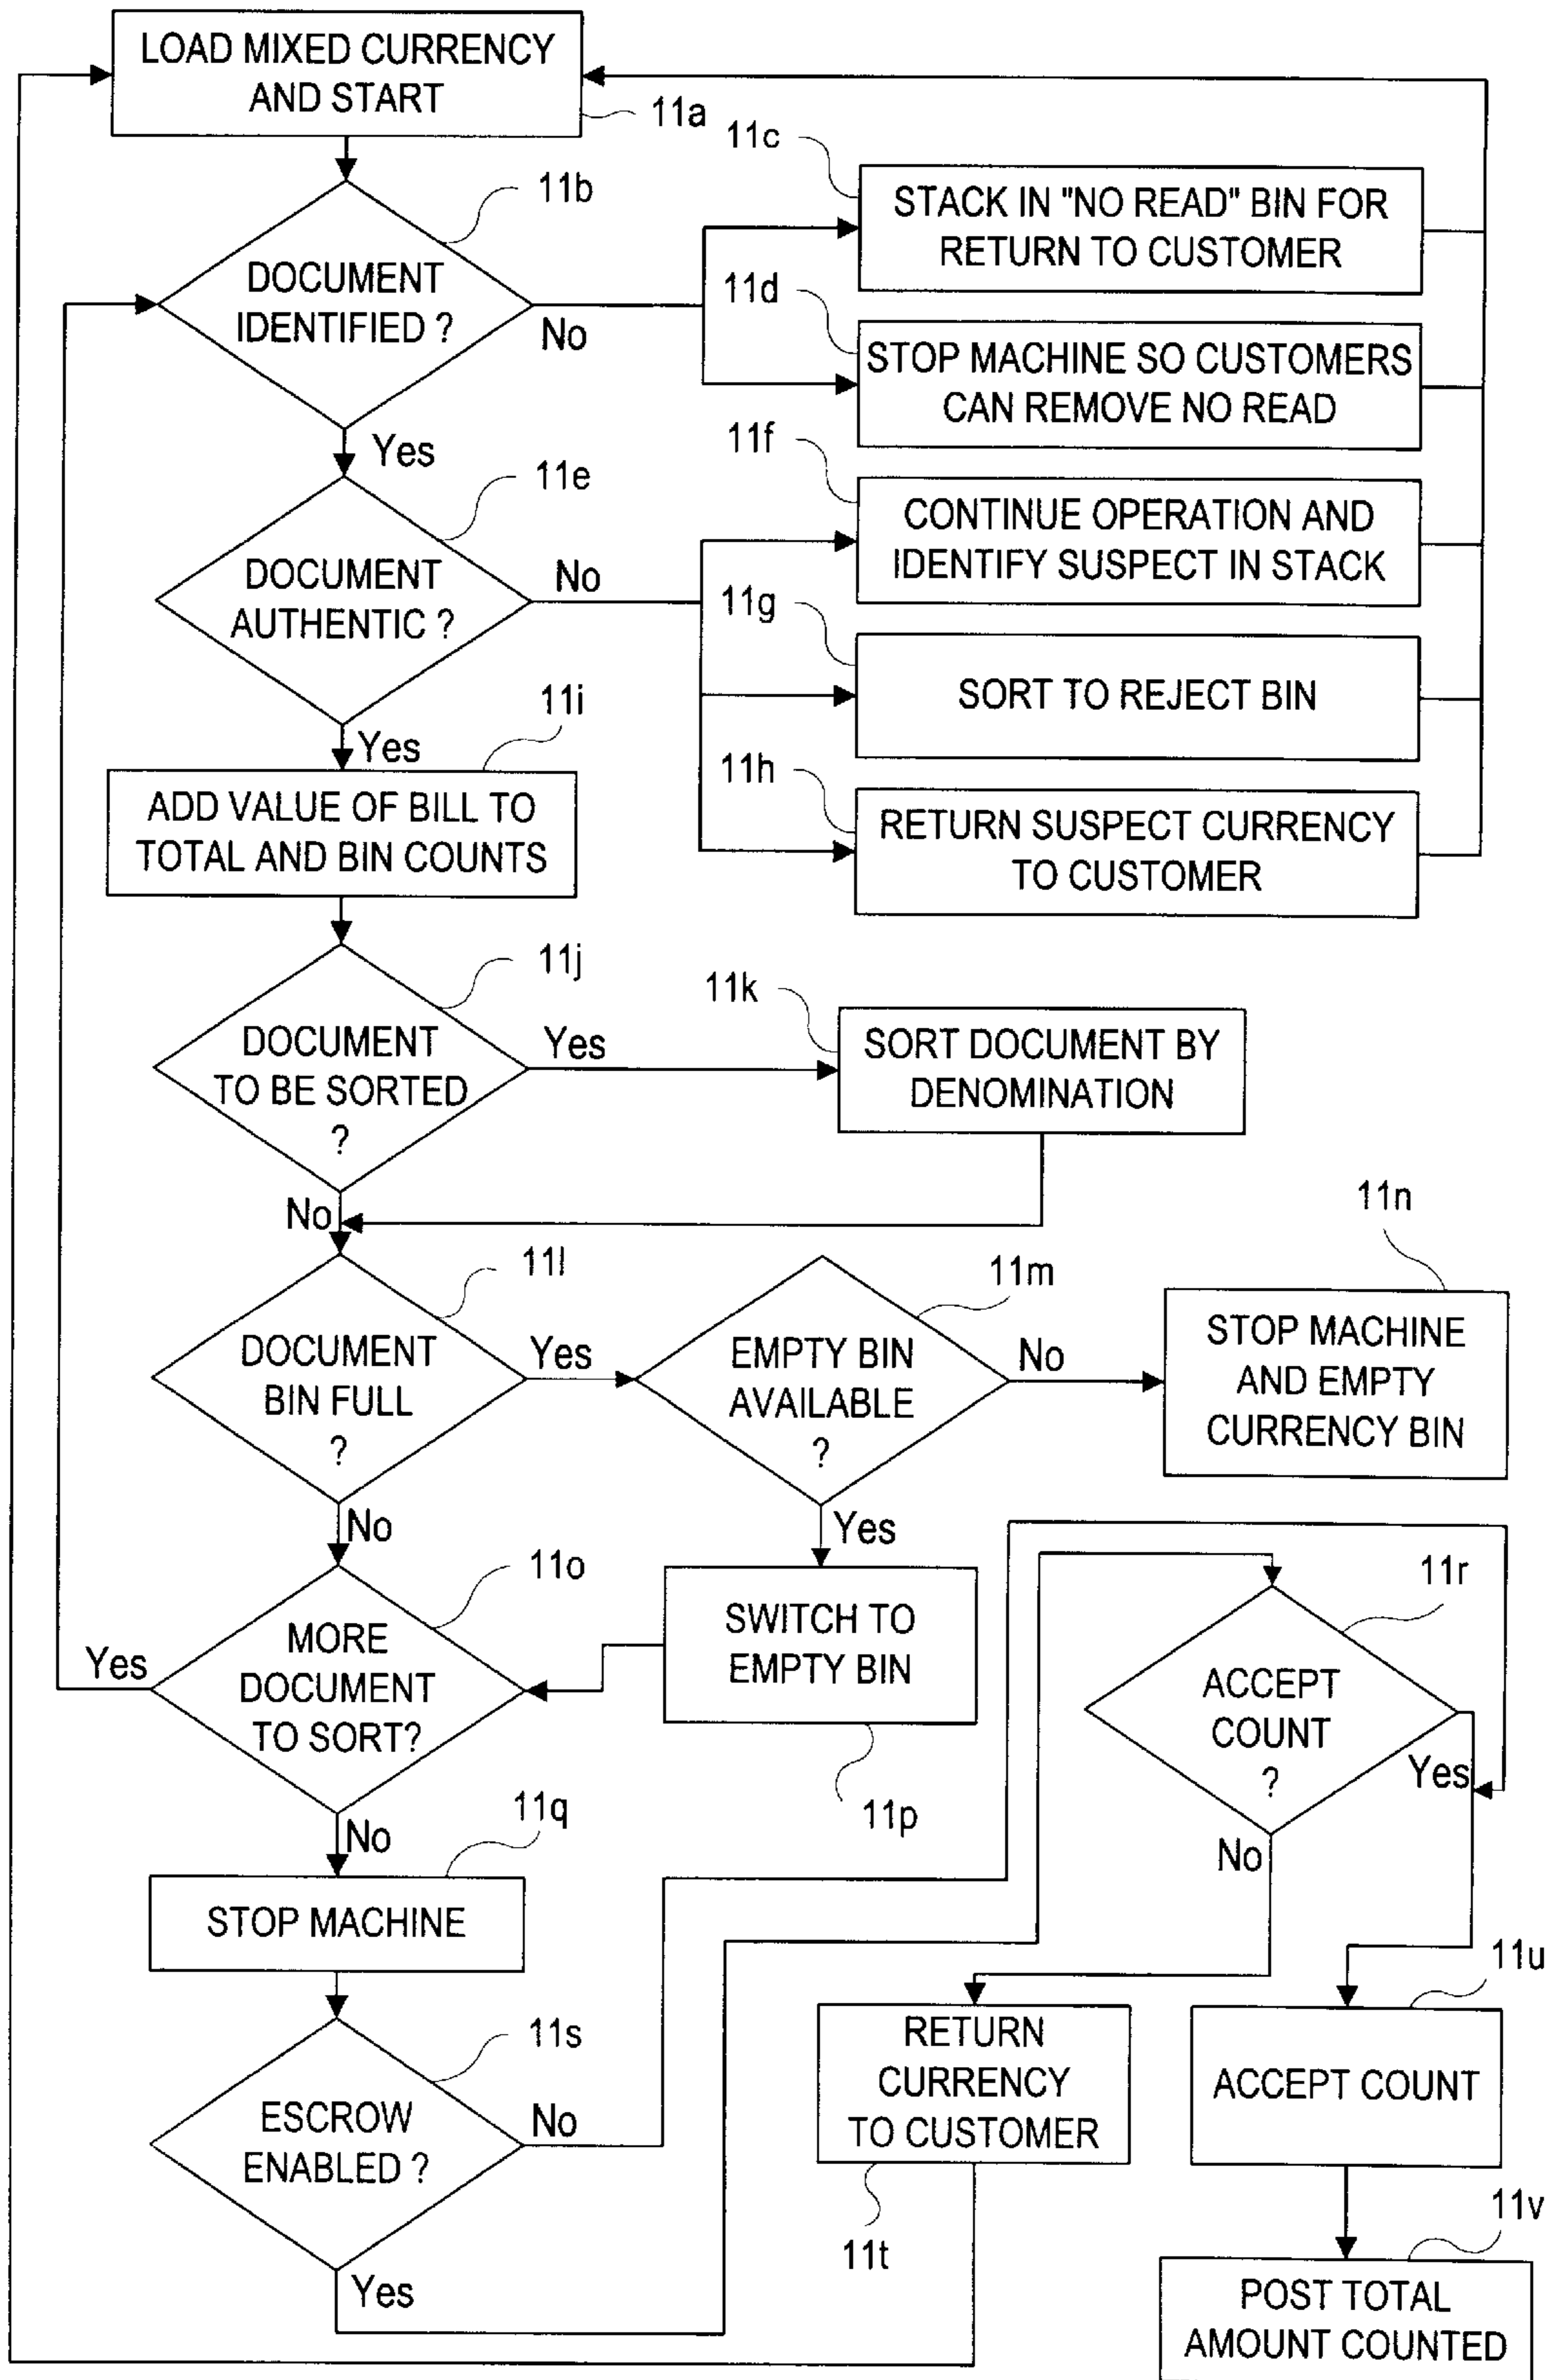 LOAD MIXED CURRENCY
AND START
11a
11b
DOCUMENT
IDENTIFIED ?
No
Yes
11c
STACK IN "NO READ" BIN FOR
RETURN TO CUSTOMER
11d
STOP MACHINE SO CUSTOMERS
CAN REMOVE NO READ
11e
DOCUMENT
AUTHENTIC ?
No
Yes
11f
CONTINUE OPERATION AND
IDENTIFY SUSPECT IN STACK
11g
SORT TO REJECT BIN
11h
RETURN SUSPECT CURRENCY
TO CUSTOMER
11i
ADD VALUE OF BILL TO
TOTAL AND BIN COUNTS
11j
DOCUMENT
TO BE SORTED
?
Yes
No
11k
SORT DOCUMENT BY
DENOMINATION
11l
DOCUMENT
BIN FULL
?
Yes
No
11m
EMPTY BIN
AVAILABLE
?
No
Yes
11n
STOP MACHINE
AND EMPTY
CURRENCY BIN
11o
MORE
DOCUMENT
TO SORT?
Yes
No
SWITCH TO
EMPTY BIN
11p
11r
ACCEPT
COUNT
?
Yes
No
11q
STOP MACHINE
11s
ESCROW
ENABLED ?
No
Yes
RETURN
CURRENCY
TO CUSTOMER
11t
11u
ACCEPT COUNT
11v
POST TOTAL
AMOUNT COUNTED